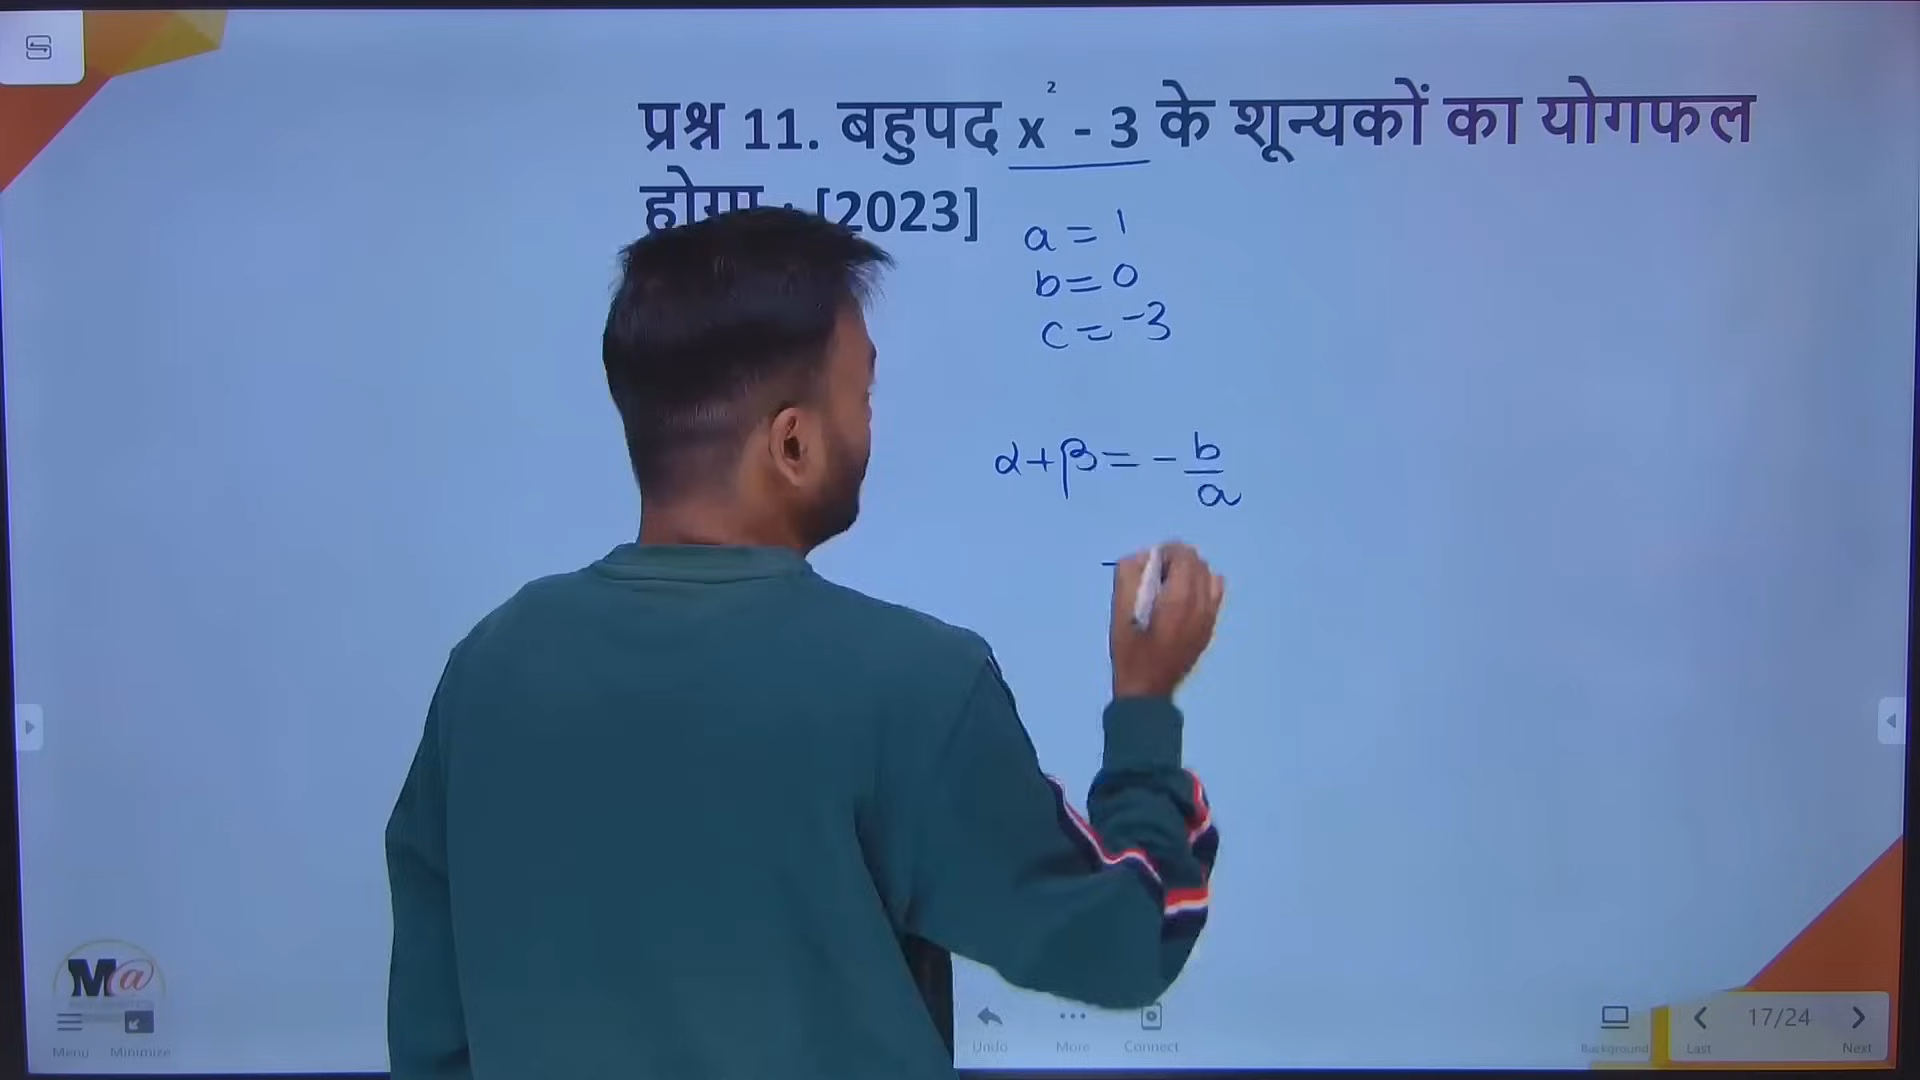 प्रश्न 11. बहुपद x² - 3 के शून्यकों का योगफल
होगा : [2023]
a = 1
b = 0
c = -3
α + β = - b/a
M@
Menu Minimize Undo More Connect Background Last 17/24 Next